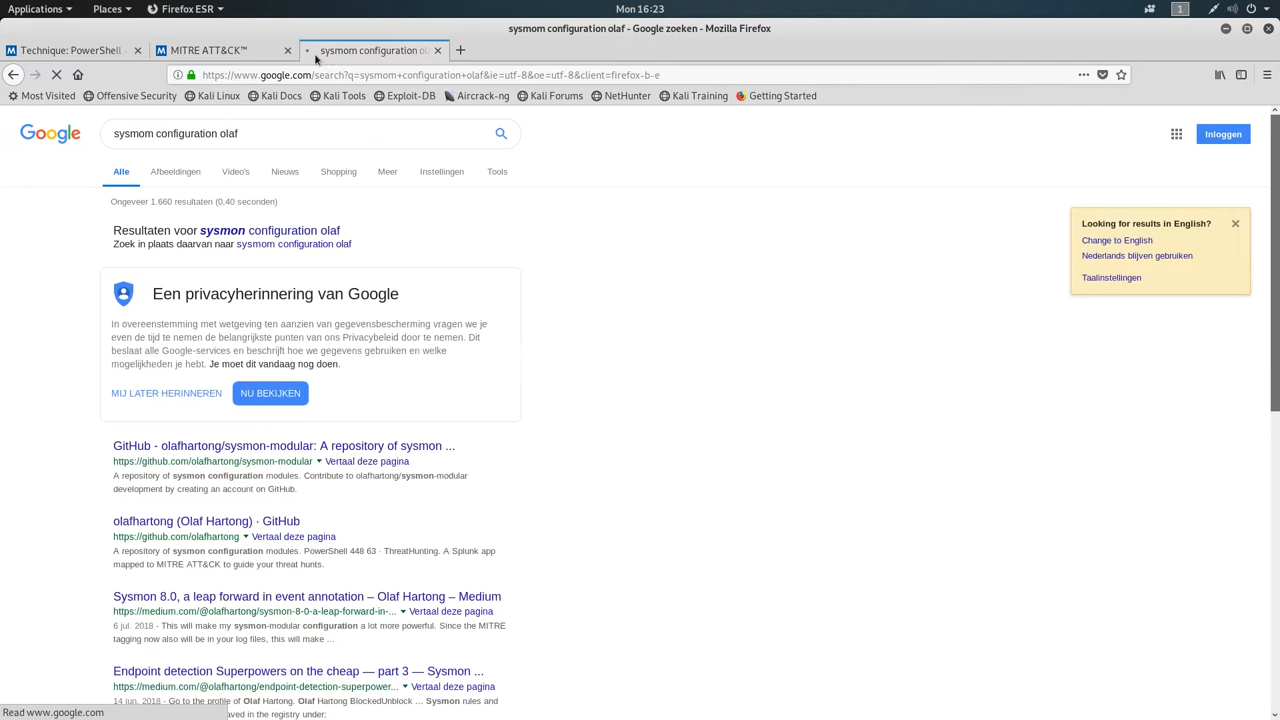 Applications Places Firefox ESR Mon 16:23 1
sysmom configuration olaf - Google zoeken - Mozilla Firefox
Technique: PowerShell - MITRE ATT&CK™ sysmom configuration ol
https://www.google.com/search?q=sysmom+configuration+olaf&ie=utf-8&oe=utf-8&client=firefox-b-e
Most Visited Offensive Security Kali Linux Kali Docs Kali Tools Exploit-DB Aircrack-ng Kali Forums NetHunter Kali Training Getting Started
Google sysmom configuration olaf Inloggen
Alle Afbeeldingen Video's Nieuws Shopping Meer Instellingen Tools
Ongeveer 1.660 resultaten (0,40 seconden)
Resultaten voor sysmon configuration olaf
Zoek in plaats daarvan naar sysmom configuration olaf
Looking for results in English?
Change to English
Nederlands blijven gebruiken
Taalinstellingen
Een privacyherinnering van Google
In overeenstemming met wetgeving ten aanzien van gegevensbescherming vragen we je
even de tijd te nemen de belangrijkste punten van ons Privacybeleid door te nemen. Dit
beslaat alle Google-services en beschrijft hoe we gegevens gebruiken en welke
mogelijkheden je hebt. Je moet dit vandaag nog doen.
MIJ LATER HERINNEREN NU BEKIJKEN
GitHub - olafhartong/sysmon-modular: A repository of sysmon ...
https://github.com/olafhartong/sysmon-modular Vertaal deze pagina
A repository of sysmon configuration modules. Contribute to olafhartong/sysmon-modular
development by creating an account on GitHub.
olafhartong (Olaf Hartong) · GitHub
https://github.com/olafhartong Vertaal deze pagina
A repository of sysmon configuration modules. PowerShell 448 63 · ThreatHunting. A Splunk app
mapped to MITRE ATT&CK to guide your threat hunts.
Sysmon 8.0, a leap forward in event annotation – Olaf Hartong – Medium
https://medium.com/@olafhartong/sysmon-8-0-a-leap-forward-in-... Vertaal deze pagina
6 jul. 2018 - This will make my sysmon-modular configuration a lot more powerful. Since the MITRE
tagging now also will be in your log files, this will make ...
Endpoint detection Superpowers on the cheap — part 3 — Sysmon ...
https://medium.com/@olafhartong/endpoint-detection-superpower... Vertaal deze pagina
14 jun. 2018 - Go to the profile of Olaf Hartong. Olaf Hartong BlockedUnblock ... Sysmon rules and
aved in the registry under:
Read www.google.com